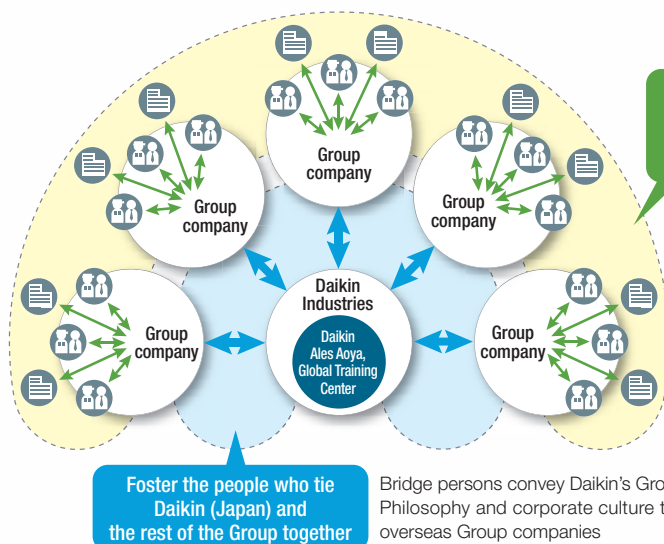 Group
company
Group
company
Group
company
Group
company
Group
company
Daikin
Industries
Daikin
Ales Aoya,
Global Training
Center
Foster the people who tie
Daikin (Japan) and
the rest of the Group together
Bridge persons convey Daikin's
Philosophy and corporate culture
overseas Group companies